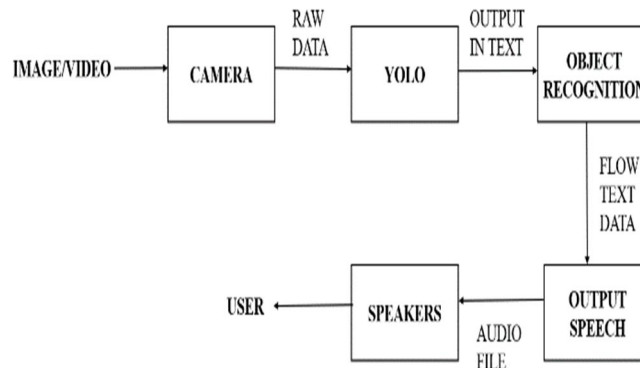 IMAGE/VIDEO
CAMERA
RAW
DATA
YOLO
OUTPUT
IN TEXT
OBJECT
RECOGNITION
FLOW
TEXT
DATA
OUTPUT
SPEECH
AUDIO
FILE
SPEAKERS
USER